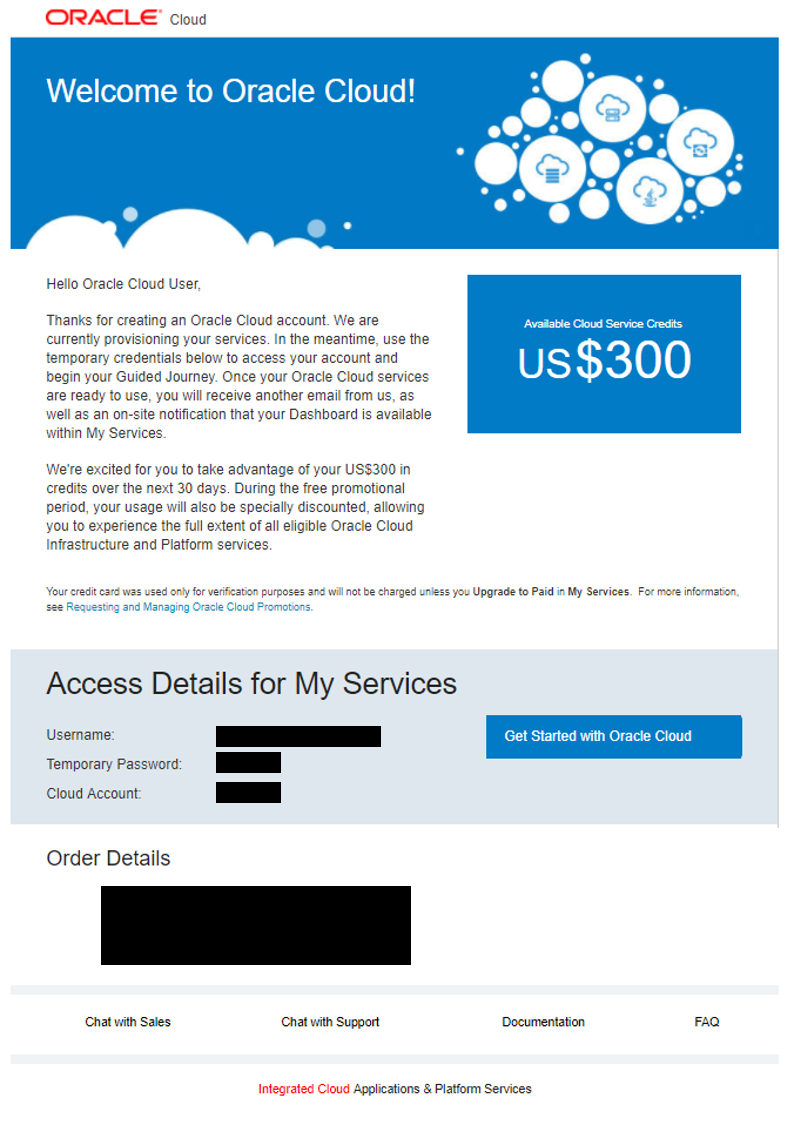 ORACLE® Cloud
Welcome to Oracle Cloud!
Hello Oracle Cloud User,
Thanks for creating an Oracle Cloud account. We are
currently provisioning your services. In the meantime, use the
temporary credentials below to access your account and
begin your Guided Journey. Once your Oracle Cloud services
are ready to use, you will receive another email from us, as
well as an on-site notification that your Dashboard is available
within My Services.
We're excited for you to take advantage of your US$300 in
credits over the next 30 days. During the free promotional
period, your usage will also be specially discounted, allowing
you to experience the full extent of all eligible Oracle Cloud
Infrastructure and Platform services.
Available Cloud Service Credits
US$300
Your credit card was used only for verification purposes and will not be charged unless you Upgrade to Paid in My Services. For more information,
see Requesting and Managing Oracle Cloud Promotions.
Access Details for My Services
Username:
Temporary Password:
Cloud Account:
Get Started with Oracle Cloud
Order Details
Chat with Sales
Chat with Support
Documentation
FAQ
Integrated Cloud Applications & Platform Services